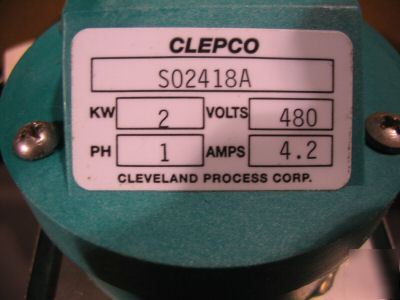 CLEPCO
S02418A
KW 2 VOLTS 480
PH 1 AMPS 4.2
CLEVELAND PROCESS CORP.